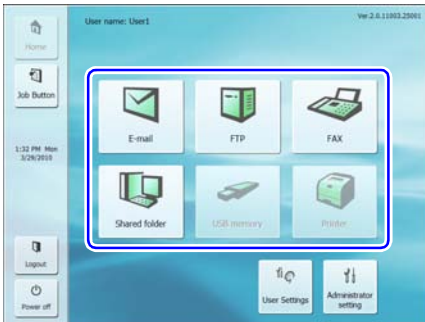 User name: User1
Ver.2.0.11003.25001
Home
Job Button
E-mail
FTP
FAX
1:32 PM Mon
3/29/2010
Shared folder
USB memory
Printer
Logout
User Settings
Administrator
setting
Power off